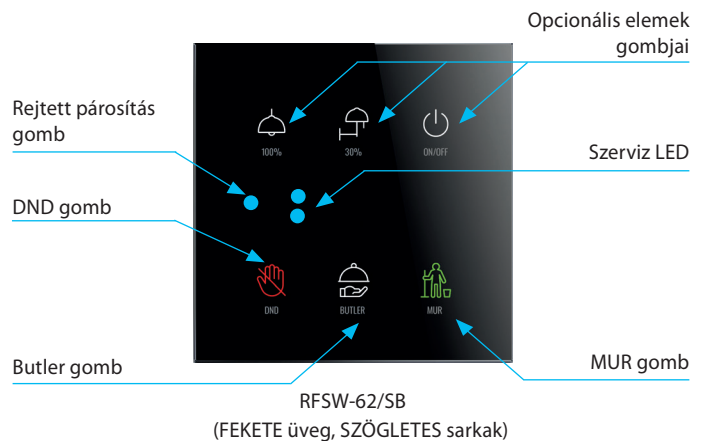 Opcionális elemek
gombjai
Rejtett párosítás
gomb
100%
30%
ON/OFF
Szerviz LED
DND gomb
DND
BUTLER
MUR
Butler gomb
MUR gomb
RFSW-62/SB
(FEKETE üveg, SZÖGLETES sarkak)